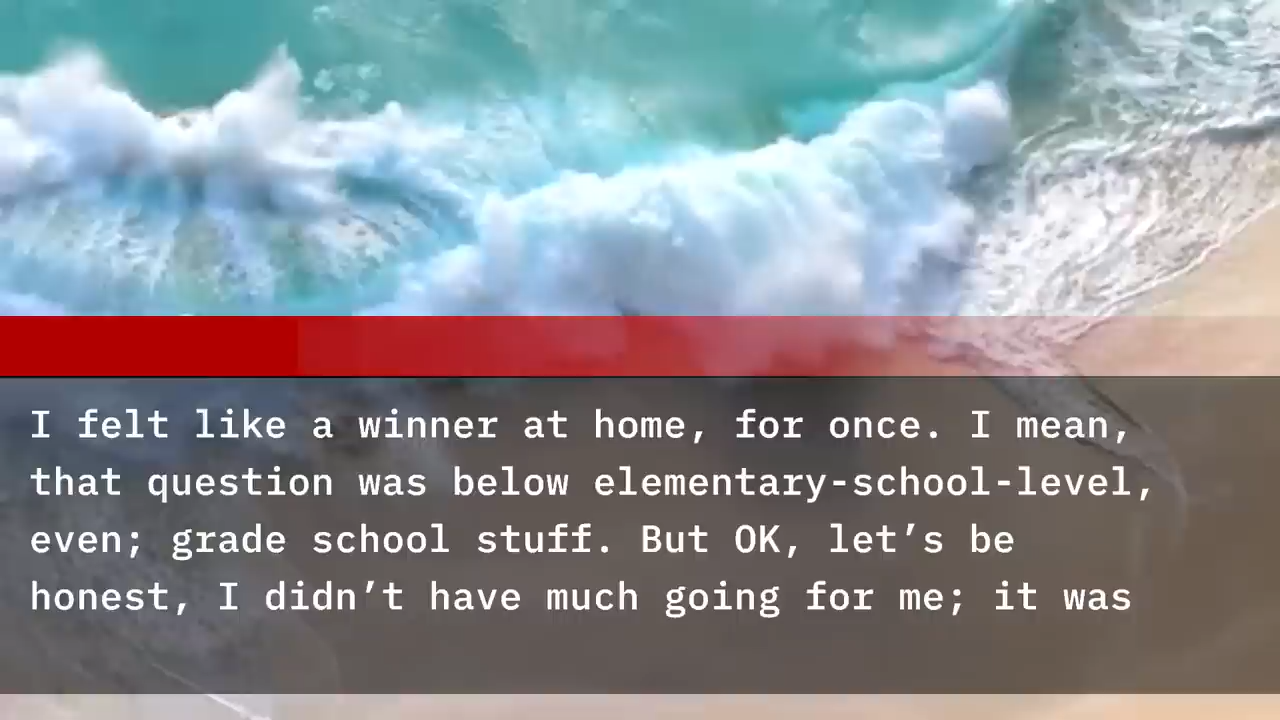 I felt like a winner at home, for once. I mean,
that question was below elementary-school-level,
even; grade school stuff. But OK, let’s be
honest, I didn’t have much going for me; it was